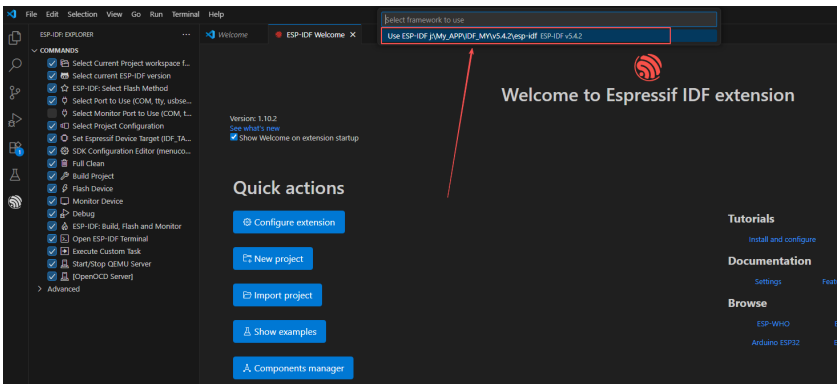 File Edit Selection View Go Run Terminal Help
Select framework to use
Use ESP-IDF j:\My_APP\IDF_MY\v5.4.2\esp-idf ESP-IDF v5.4.2
ESP-IDF: EXPLORER ...
Welcome
ESP-IDF Welcome
COMMANDS
Select Current Project workspace f...
Select current ESP-IDF version
ESP-IDF: Select Flash Method
Select Port to Use (COM, tty, usbse...
Select Monitor Port to Use (COM, t...
Select Project Configuration
Set Espressif Device Target (IDF_TA...
SDK Configuration Editor (menuco...
Full Clean
Build Project
Flash Device
Monitor Device
Debug
ESP-IDF: Build, Flash and Monitor
Open ESP-IDF Terminal
Execute Custom Task
Start/Stop QEMU Server
[OpenOCD Server]
Advanced
Welcome to Espressif IDF extension
Version: 1.10.2
See what's new
Show Welcome on extension startup
Quick actions
Configure extension
New project
Import project
Show examples
Components manager
Tutorials
Install and configure
Documentation
Settings Feat
Browse
ESP-WHO E
Arduino ESP32 E